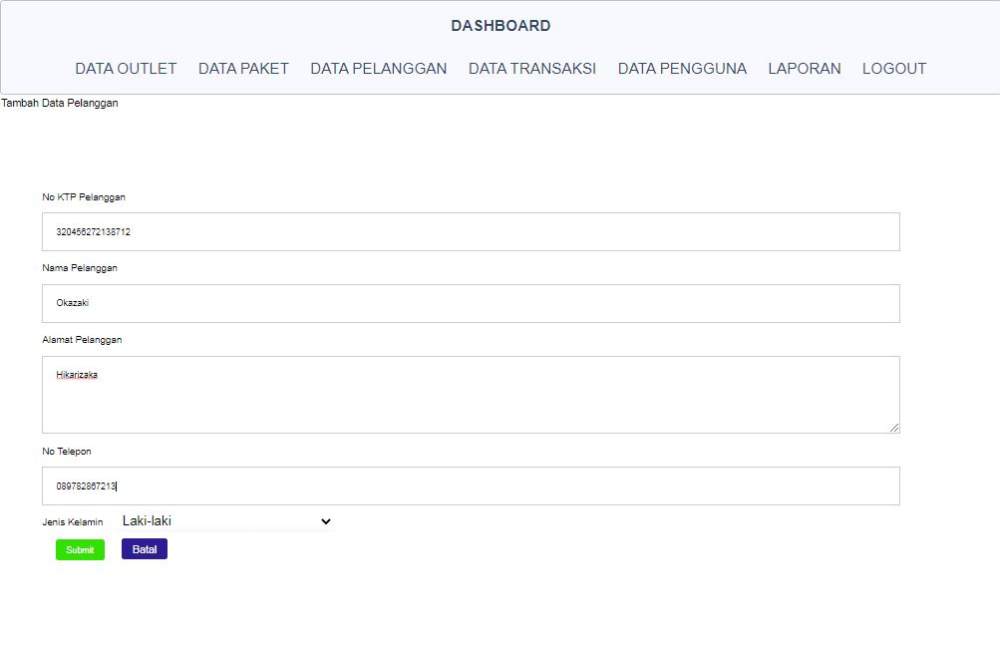 DASHBOARD
DATA OUTLET DATA PAKET DATA PELANGGAN DATA TRANSAKSI DATA PENGGUNA LAPORAN LOGOUT
Tambah Data Pelanggan
No KTP Pelanggan
320456272138712
Nama Pelanggan
Okazaki
Alamat Pelanggan
Hikarizaka
No Telepon
089782867213
Jenis Kelamin Laki-laki
Submit Batal